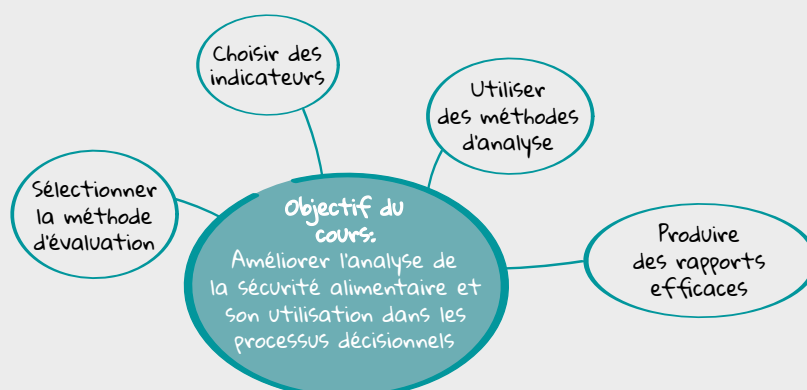 Choisir des
indicateurs
Utiliser
des méthodes
d'analyse
Sélectionner
la méthode
d'évaluation
Objectif du
cours:
Améliorer l'analyse de
la sécurité alimentaire et
son utilisation dans les
processus décisionnels
Produire
des rapports
efficaces